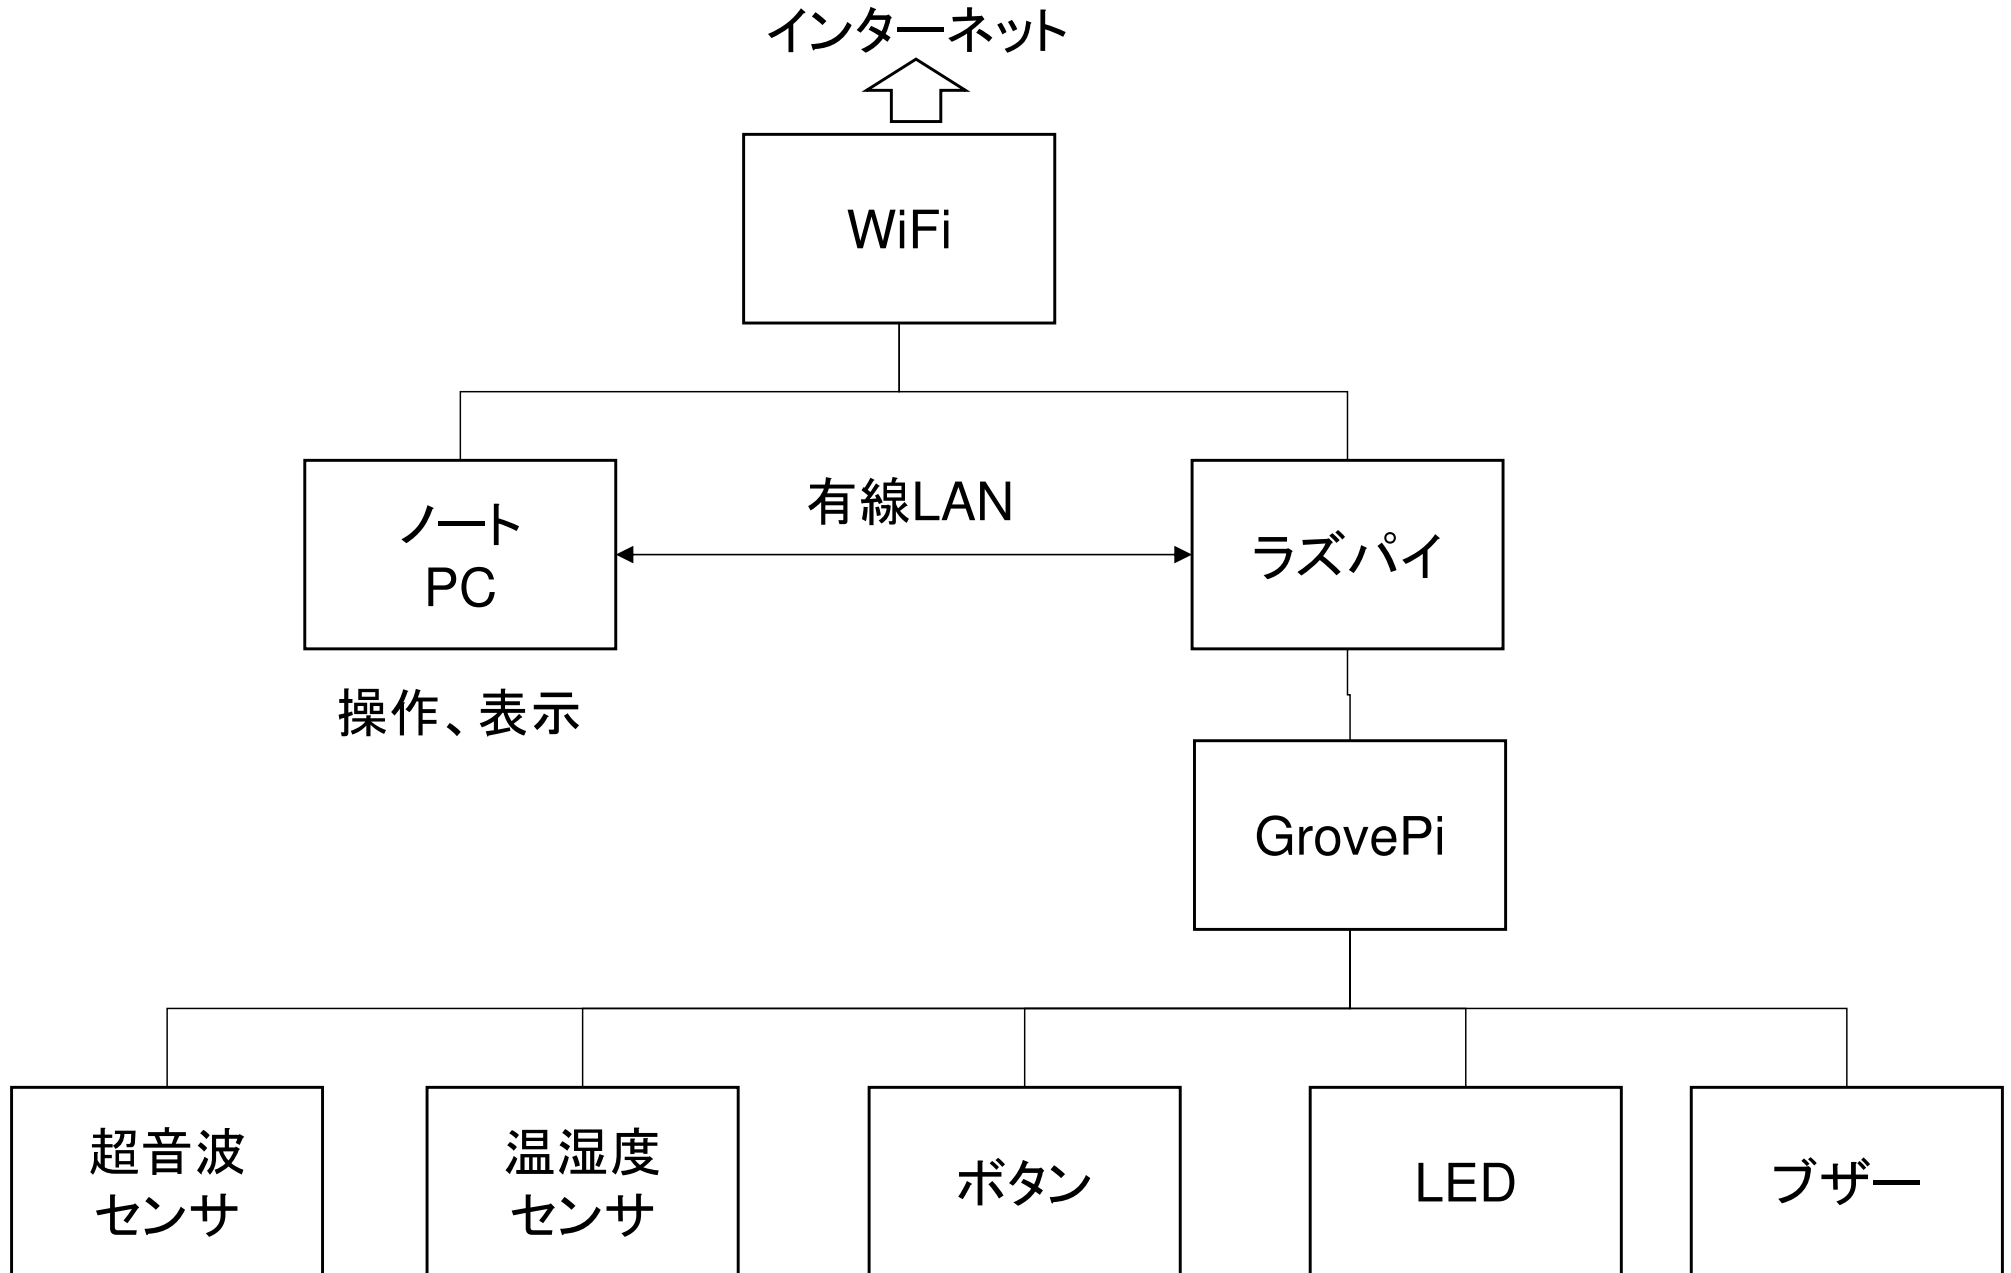 インターネット
WiFi
ノート
PC
有線LAN
ラズパイ
操作、表示
GrovePi
超音波
センサ
温湿度
センサ
ボタン
LED
ブザー